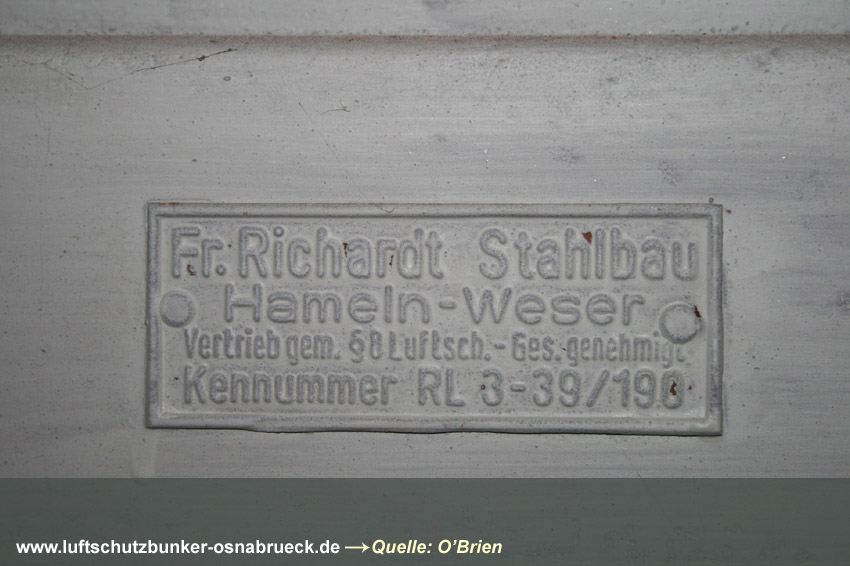 Fr. Richardt Stahlbau
Hameln-Weser
Vertrieb gem. §8 Luftsch.-Ges. genehmigt
Kennummer RL 3-39/190
www.luftschutzbunker-osnabrueck.de → Quelle: O’Brien